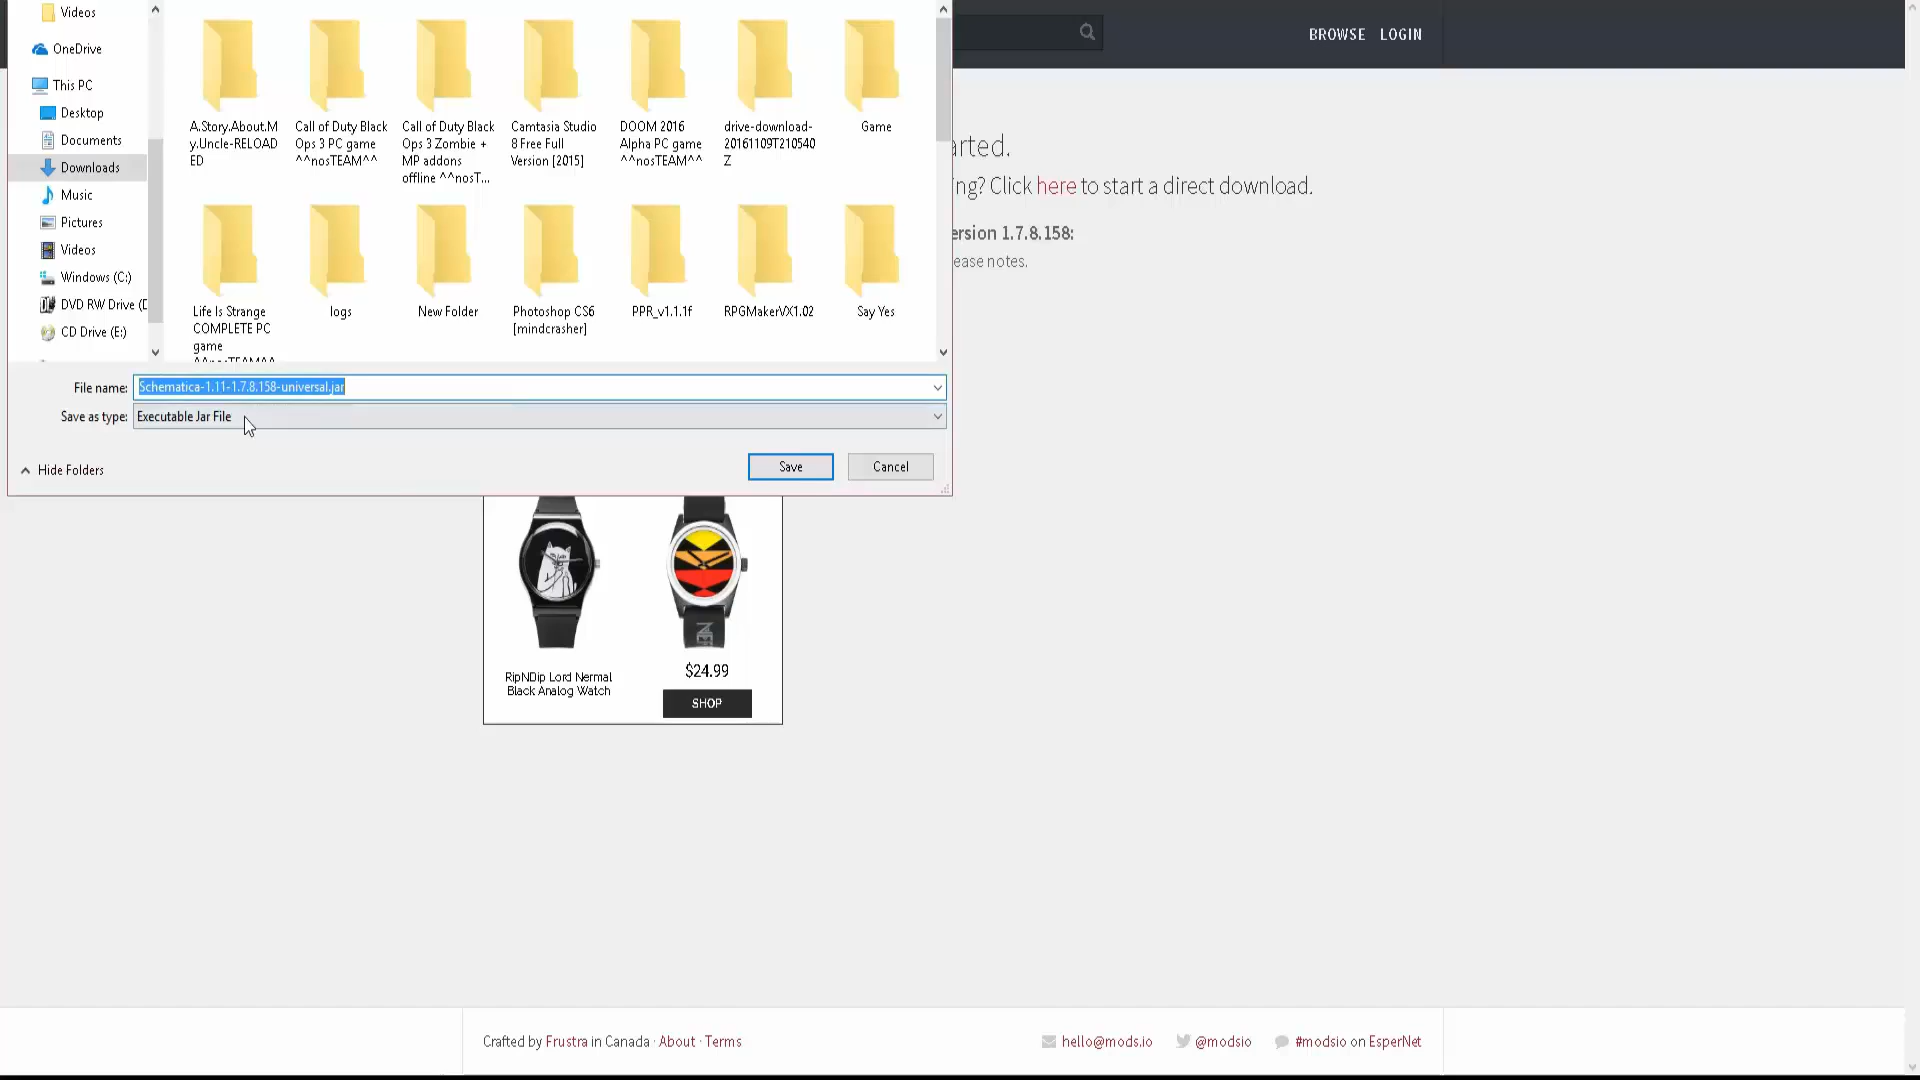 Videos
OneDrive
This PC
Desktop
Documents
Downloads
Music
Pictures
Videos
Windows (C:)
DVD RW Drive (D
CD Drive (E:)
A.Story.About.M
y.Uncle-RELOAD
ED
Call of Duty Black
Ops 3 PC game
^^nosTEAM^^
Call of Duty Black
Ops 3 Zombie +
MP addons
offline ^^nosT...
Camtasia Studio
8 Free Full
Version [2015]
DOOM 2016
Alpha PC game
^^nosTEAM^^
drive-download-
20161109T210540
Z
Game
Life Is Strange
COMPLETE PC
game
^^nosTEAM^^
logs
New Folder
Photoshop CS6
[mindcrasher]
PPR_v1.1.1f
RPGMakerVX1.02
Say Yes
File name: Schematica-1.11-1.7.8.158-universal.jar
Save as type: Executable Jar File
Hide Folders
Save
Cancel
BROWSE LOGIN
arted.
ing? Click here to start a direct download.
ersion 1.7.8.158:
ease notes.
RipNDip Lord Nermal
Black Analog Watch
$24.99
SHOP
Crafted by Frustra in Canada · About · Terms
hello@mods.io @modsio #modsio on EsperNet